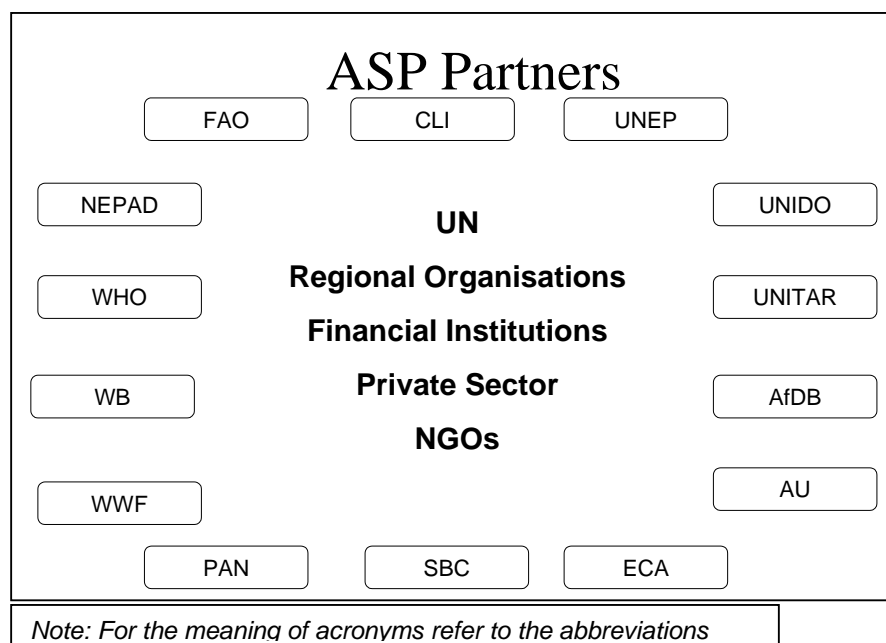 ASP Partners
FAO CLI UNEP
NEPAD UNIDO
UN
Regional Organisations
WHO UNITAR
Financial Institutions
Private Sector
WB AfDB
NGOs
WWF AU
PAN SBC ECA
Note: For the meaning of acronyms refer to the abbreviations